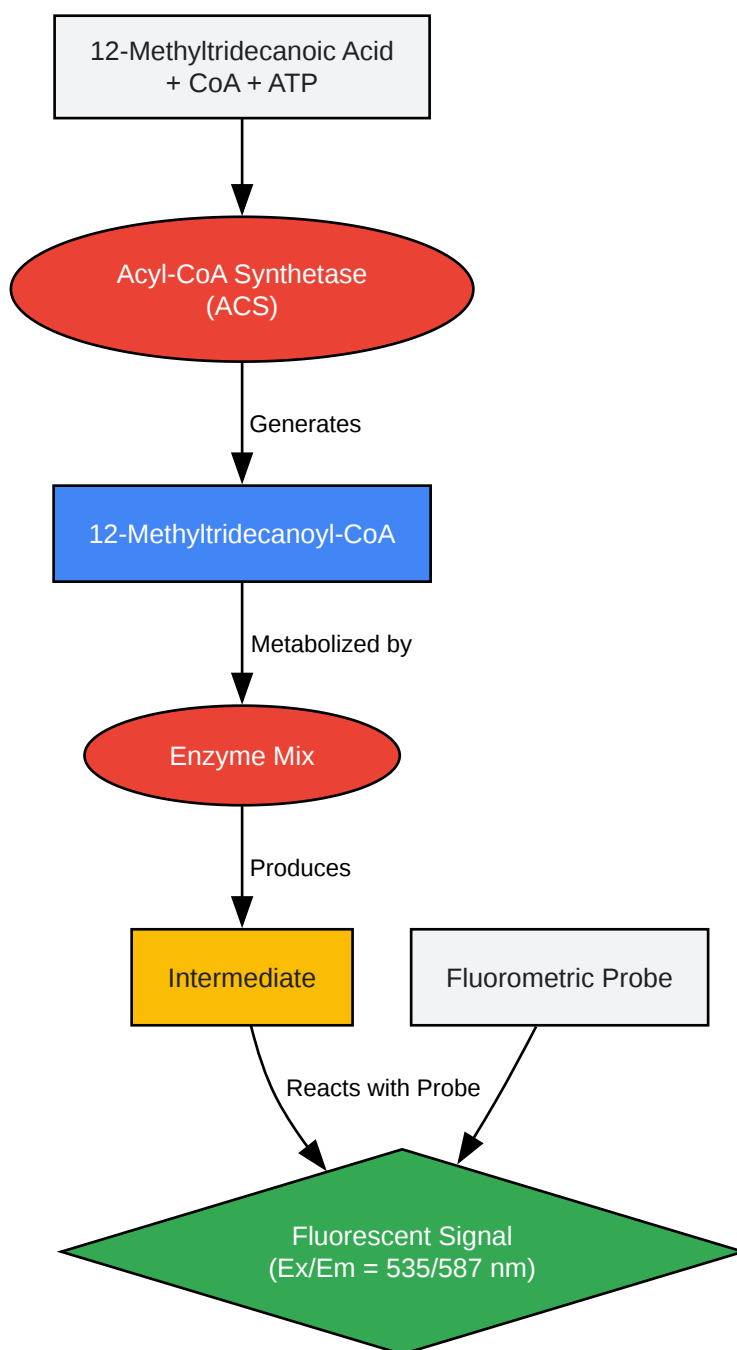 12-Methyltridecanoic Acid
+ CoA + ATP
Acyl-CoA Synthetase
(ACS)
Generates
12-Methyltridecanoyl-CoA
Metabolized by
Enzyme Mix
Produces
Intermediate
Fluorometric Probe
Reacts with Probe
Fluorescent Signal
(Ex/Em = 535/587 nm)